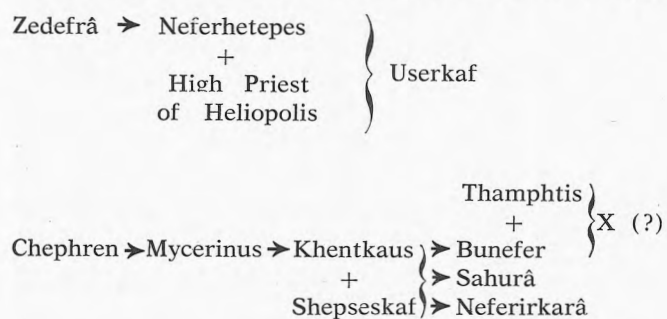 Zedefrâ ➤ Neferhetepes
+
High Priest
of Heliopolis
Userkaf
Thamphtis
+
X (?)
Chephren ➤ Mycerinus ➤ Khentkaus ➤ Bunefer
+ ➤ Sahurâ
Shepseskaf ➤ Neferirkarâ